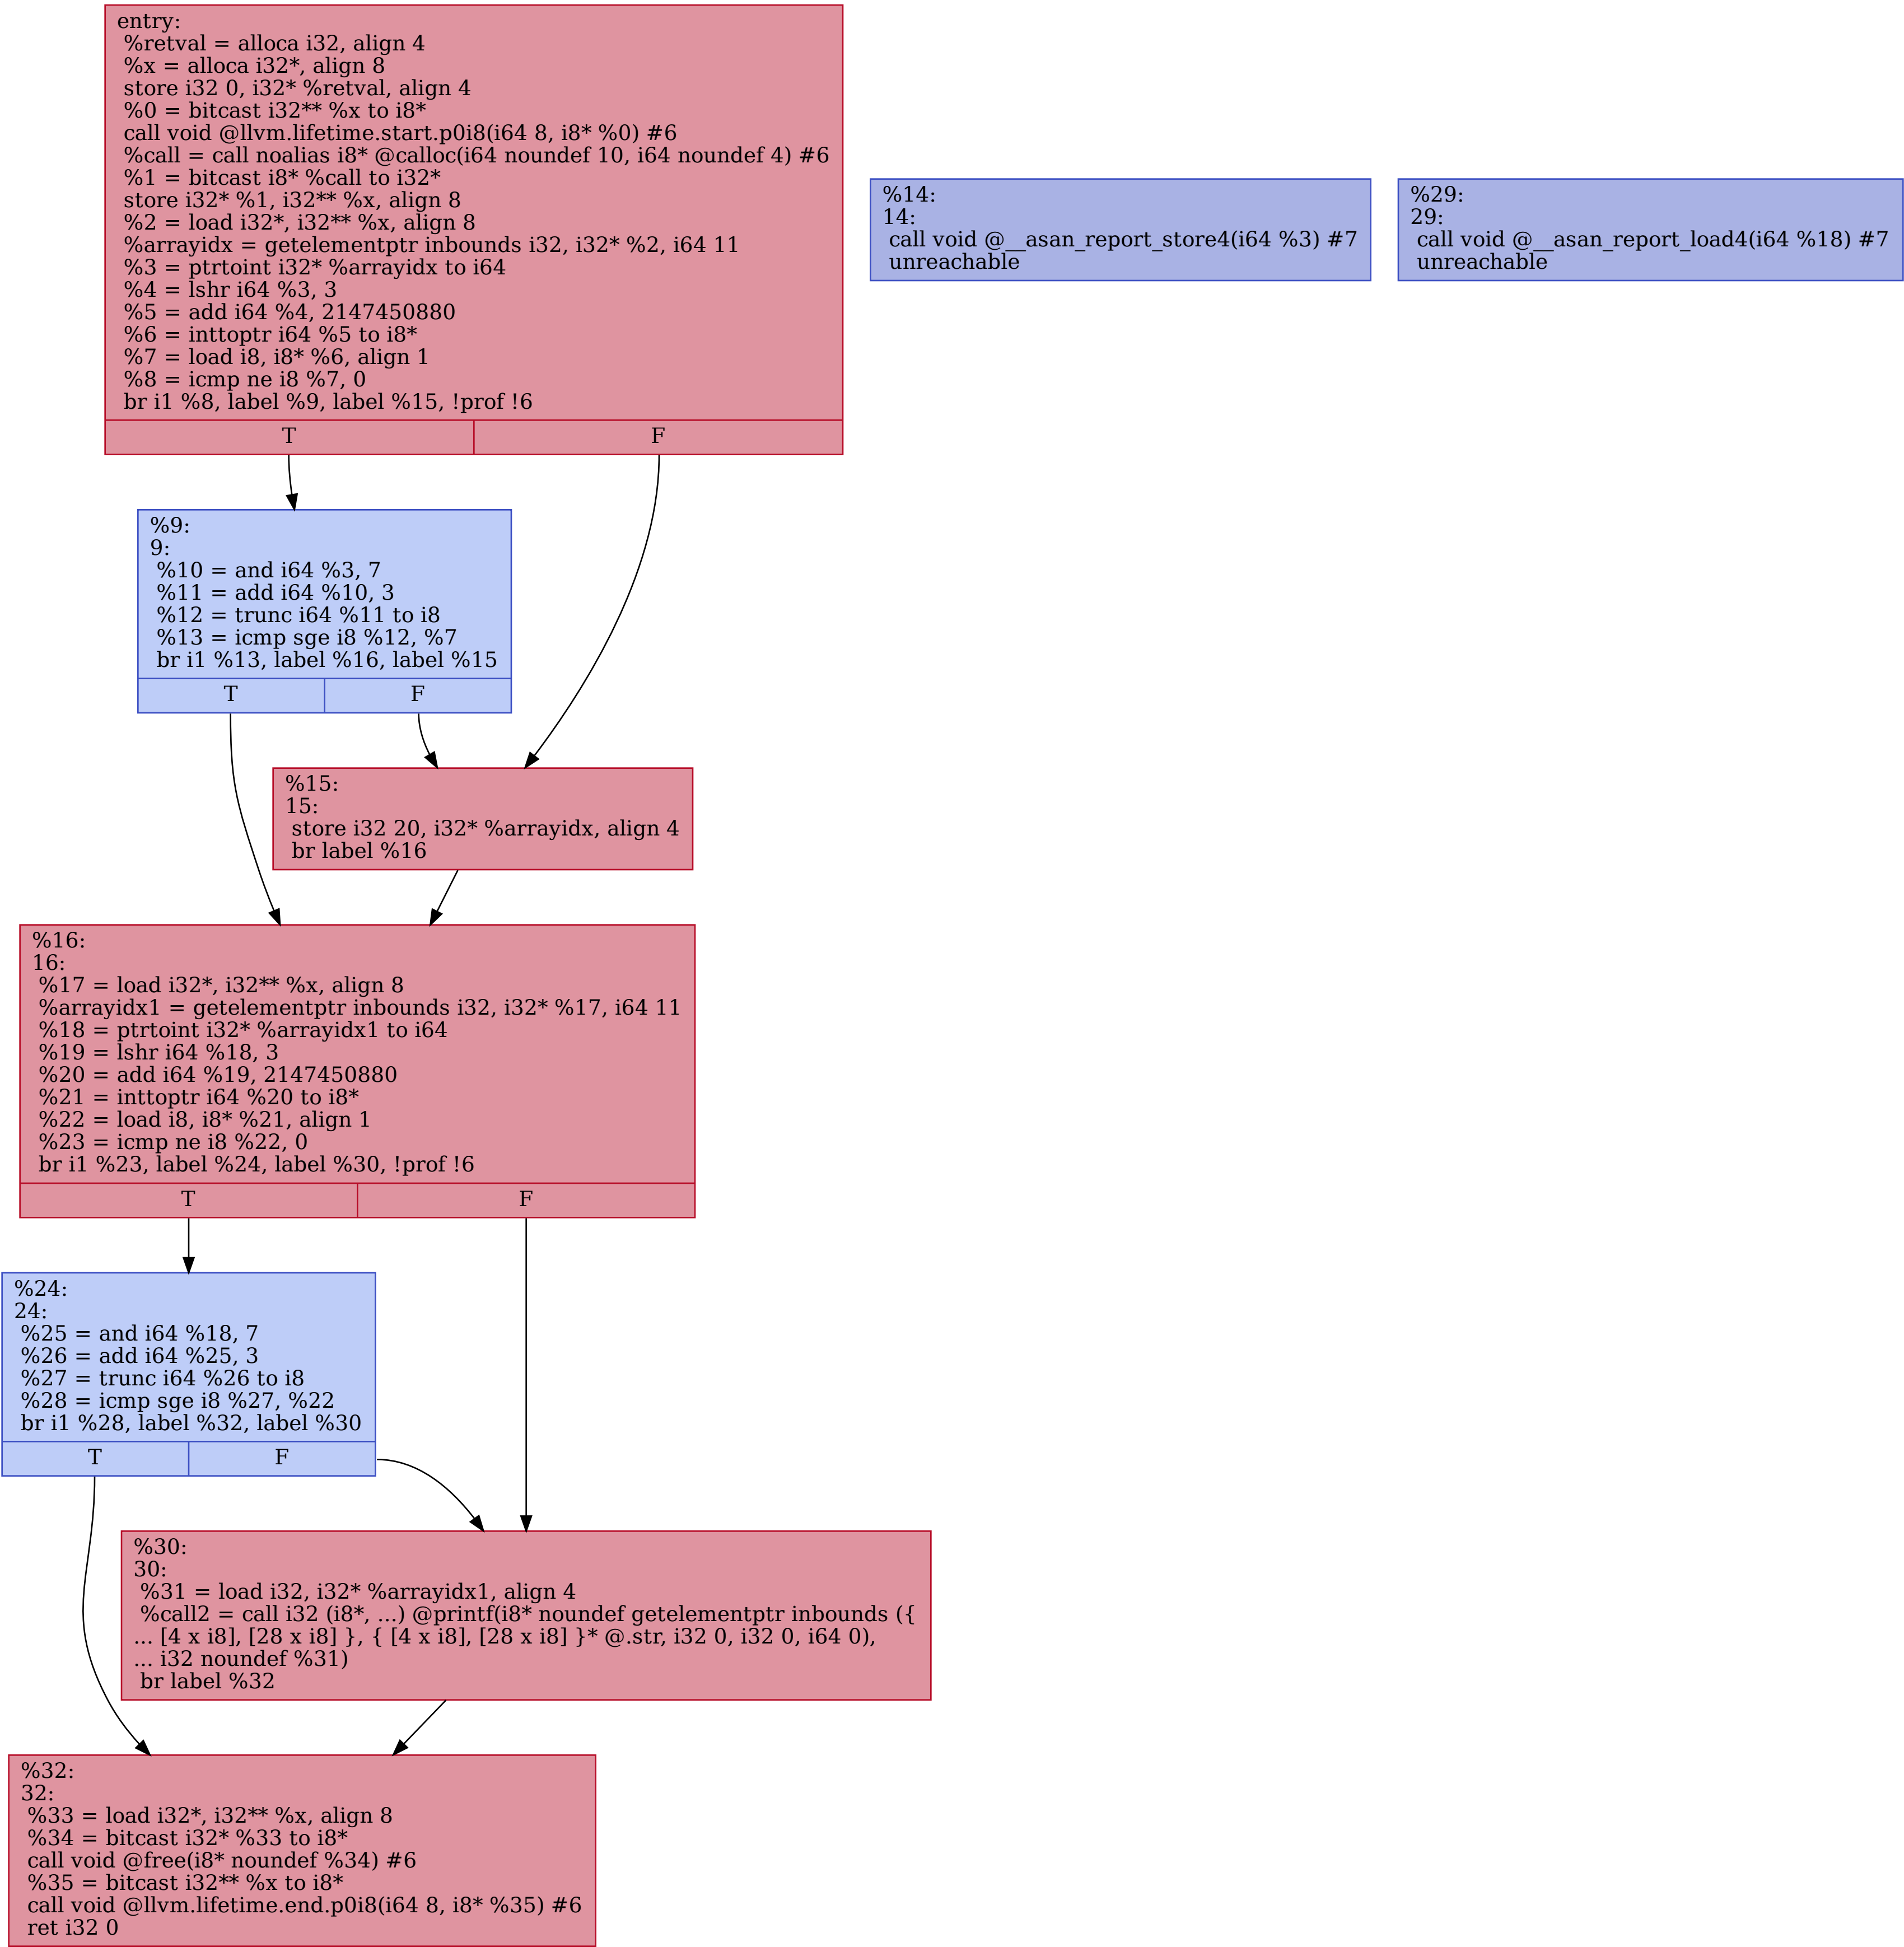 entry:
%retval = alloca i32, align 4
%x = alloca i32*, align 8
store i32 0, i32* %retval, align 4
%0 = bitcast i32** %x to i8*
call void @llvm.lifetime.start.p0i8(i64 8, i8* %0) #6
%call = call noalias i8* @calloc(i64 noundef 10, i64 noundef 4) #6
%1 = bitcast i8* %call to i32*
store i32* %1, i32** %x, align 8
%2 = load i32*, i32** %x, align 8
%arrayidx = getelementptr inbounds i32, i32* %2, i64 11
%3 = ptrtoint i32* %arrayidx to i64
%4 = lshr i64 %3, 3
%5 = add i64 %4, 2147450880
%6 = inttoptr i64 %5 to i8*
%7 = load i8, i8* %6, align 1
%8 = icmp ne i8 %7, 0
br i1 %8, label %9, label %15, !prof !6
T
F
%14:
14:
call void @__asan_report_store4(i64 %3) #7
unreachable
%29:
29:
call void @__asan_report_load4(i64 %18) #7
unreachable
%9:
9:
%10 = and i64 %3, 7
%11 = add i64 %10, 3
%12 = trunc i64 %11 to i8
%13 = icmp sge i8 %12, %7
br i1 %13, label %16, label %15
T
F
%15:
15:
store i32 20, i32* %arrayidx, align 4
br label %16
%16:
16:
%17 = load i32*, i32** %x, align 8
%arrayidx1 = getelementptr inbounds i32, i32* %17, i64 11
%18 = ptrtoint i32* %arrayidx1 to i64
%19 = lshr i64 %18, 3
%20 = add i64 %19, 2147450880
%21 = inttoptr i64 %20 to i8*
%22 = load i8, i8* %21, align 1
%23 = icmp ne i8 %22, 0
br i1 %23, label %24, label %30, !prof !6
T
F
%24:
24:
%25 = and i64 %18, 7
%26 = add i64 %25, 3
%27 = trunc i64 %26 to i8
%28 = icmp sge i8 %27, %22
br i1 %28, label %32, label %30
T
F
%30:
30:
%31 = load i32, i32* %arrayidx1, align 4
%call2 = call i32 (i8*, ...) @printf(i8* noundef getelementptr inbounds ({
... [4 x i8], [28 x i8] }, { [4 x i8], [28 x i8] }* @.str, i32 0, i32 0, i64 0),
... i32 noundef %31)
br label %32
%32:
32:
%33 = load i32*, i32** %x, align 8
%34 = bitcast i32* %33 to i8*
call void @free(i8* noundef %34) #6
%35 = bitcast i32** %x to i8*
call void @llvm.lifetime.end.p0i8(i64 8, i8* %35) #6
ret i32 0